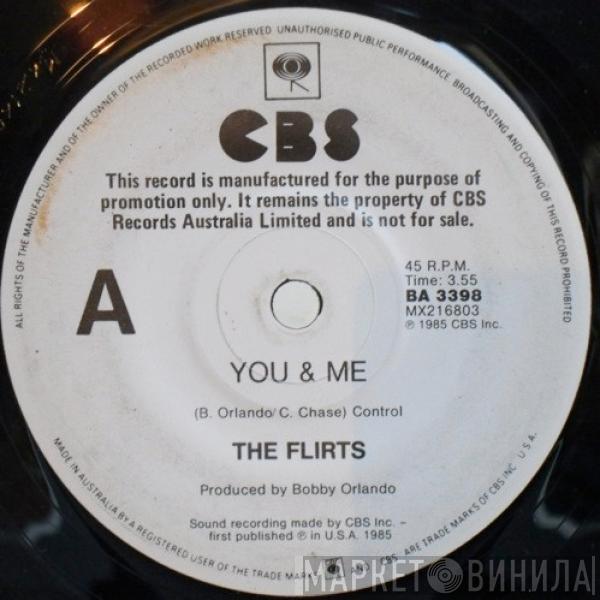 ALL RIGHTS OF THE MANUFACTURER AND OF THE OWNER OF THE RECORDED WORK RESERVED UNAUTHORISED PUBLIC PERFORMANCE, BROADCASTING AND COPYING OF THIS RECORD PROHIBITED
CBS
This record is manufactured for the purpose of
promotion only. It remains the property of CBS
Records Australia Limited and is not for sale.
A
45 R.P.M.
Time: 3.55
BA 3398
MX216803
℗ 1985 CBS Inc.
YOU & ME
(B. Orlando/ C. Chase) Control
THE FLIRTS
Produced by Bobby Orlando
Sound recording made by CBS Inc. –
first published ℗ in U.S.A. 1985
MADE IN AUSTRALIA BY A REGISTERED USER OF THE TRADE MARKS AND CBS - ARE TRADE MARKS OF CBS INC U.S.A.
МАРКЕТ ВИНИЛА